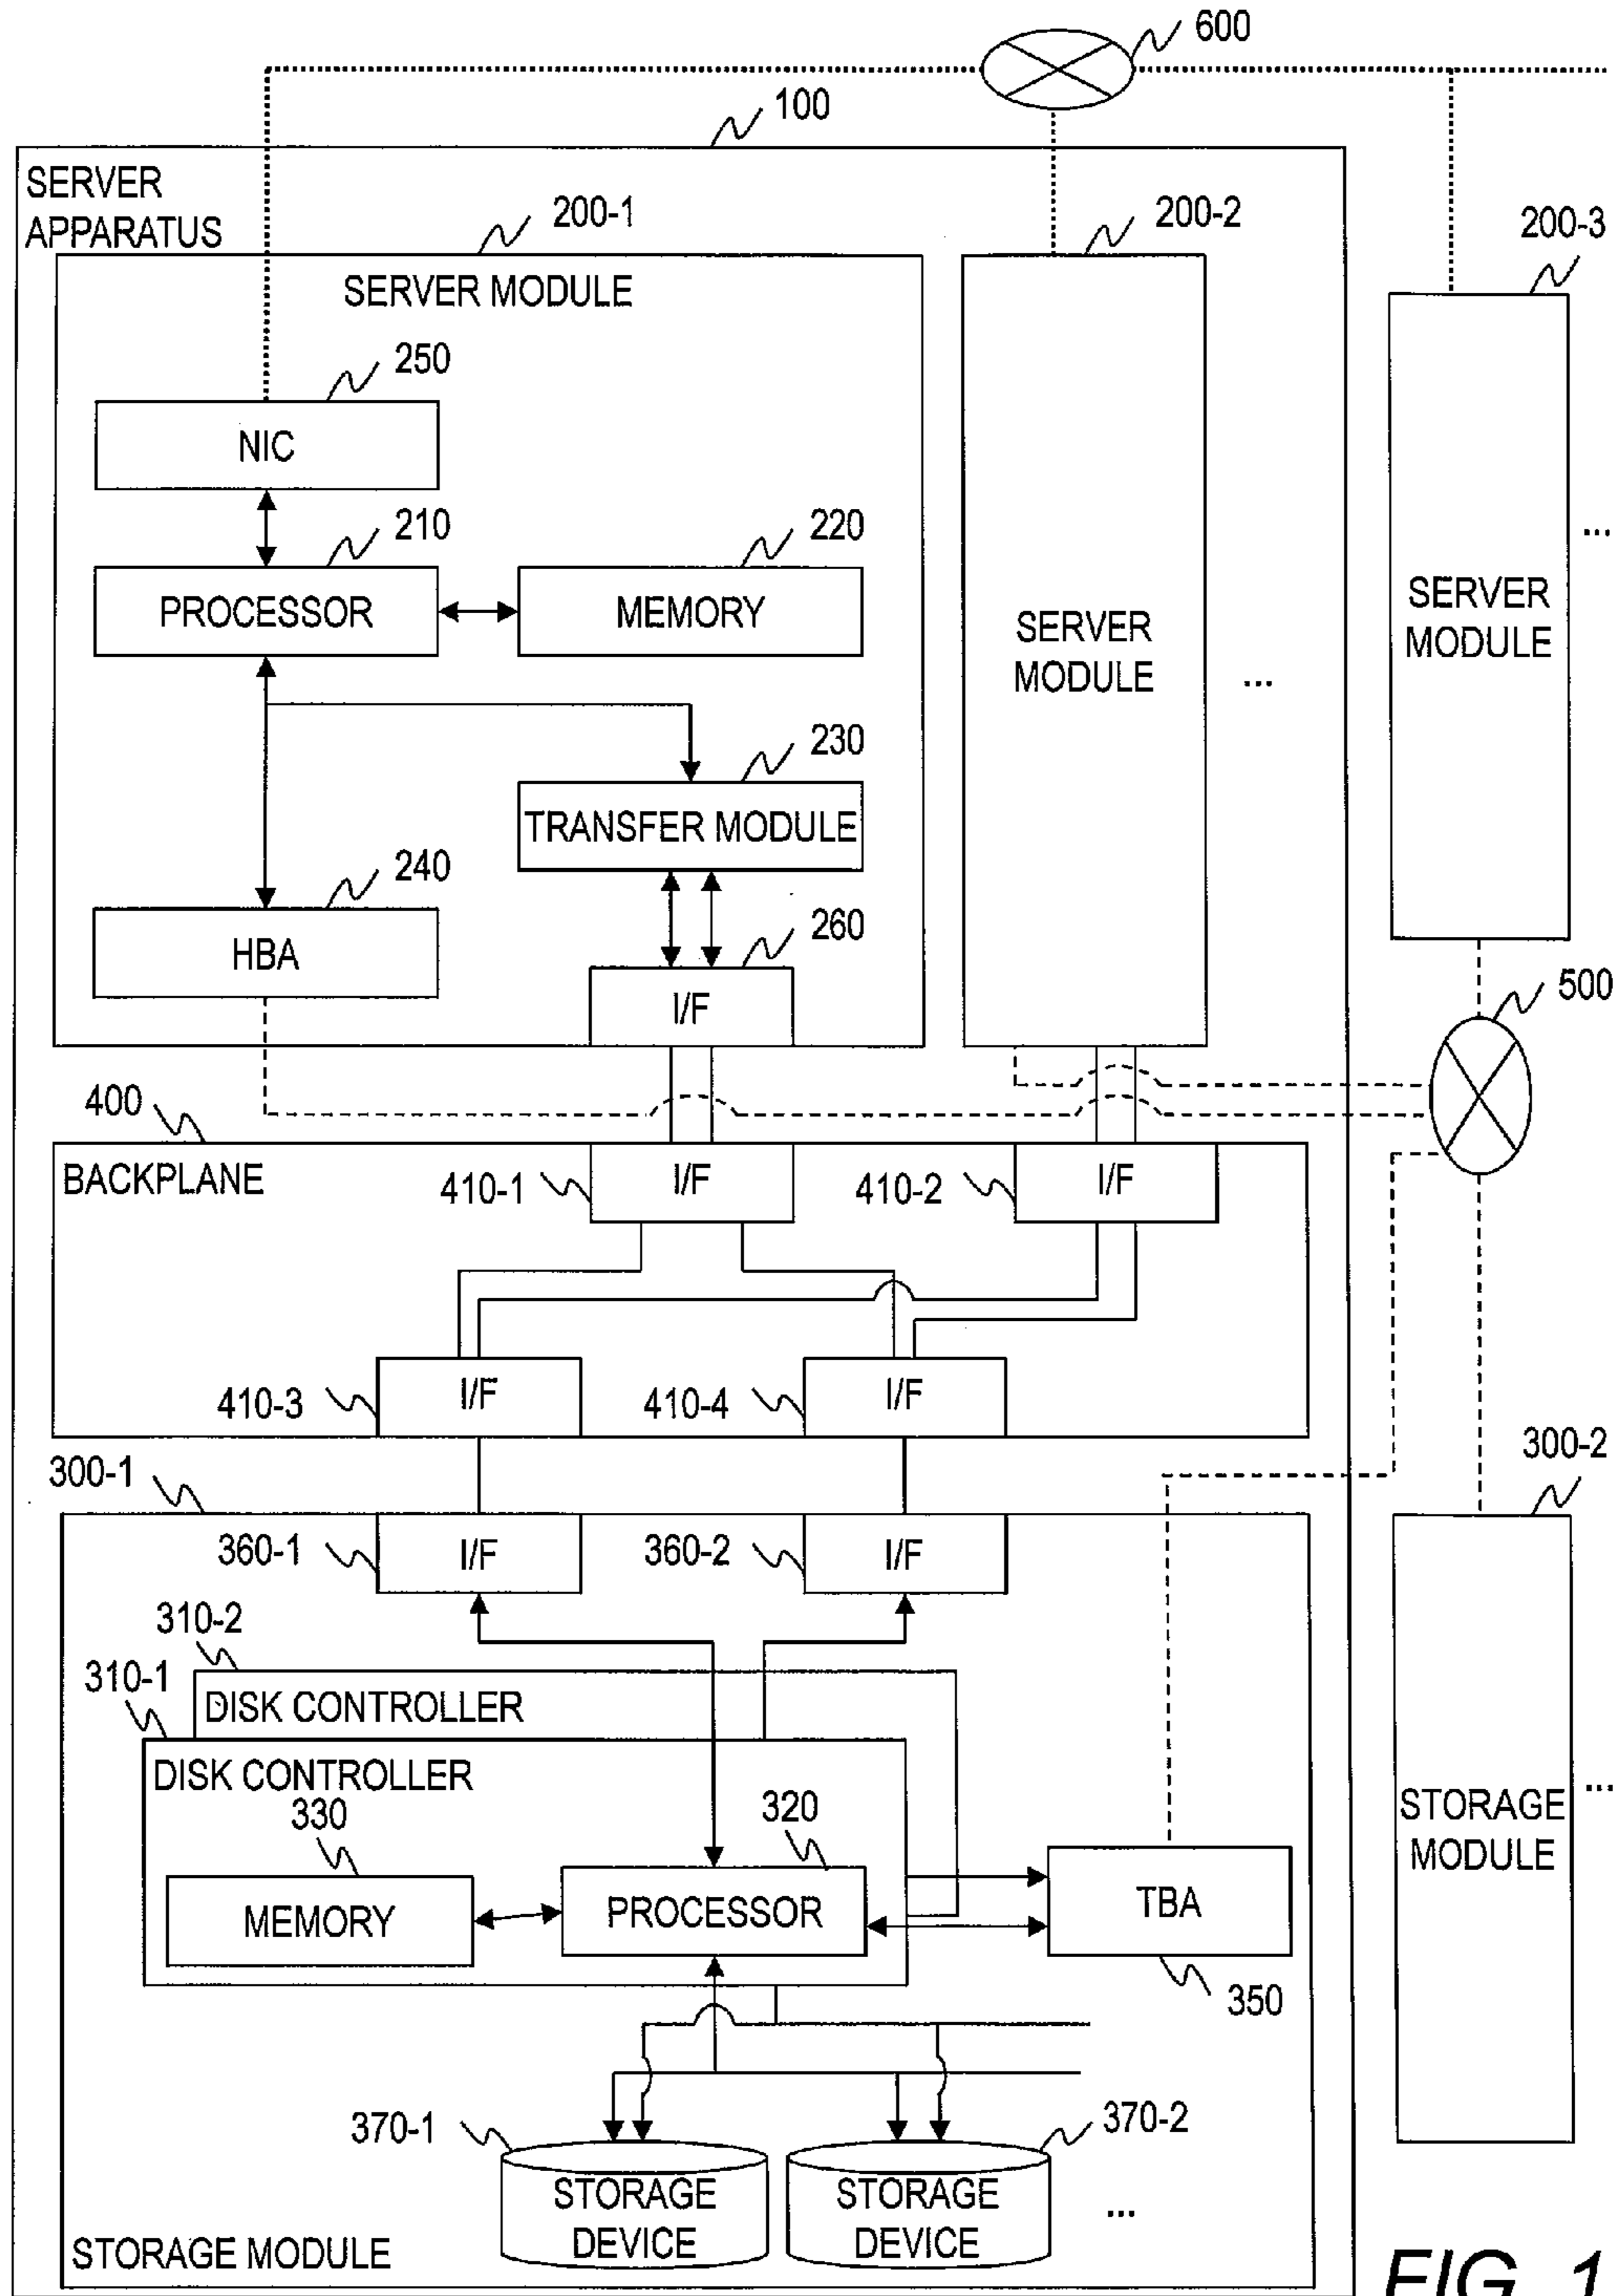 600
100
SERVER
APPARATUS
200-1
200-2
200-3
SERVER MODULE
250
NIC
210
220
PROCESSOR
MEMORY
SERVER
MODULE
...
SERVER
MODULE
...
230
TRANSFER MODULE
240
HBA
260
I/F
500
400
BACKPLANE
410-1
I/F
410-2
I/F
410-3
I/F
410-4
I/F
300-1
300-2
360-1
I/F
360-2
I/F
310-2
310-1
DISK CONTROLLER
DISK CONTROLLER
330
320
MEMORY
PROCESSOR
TBA
350
STORAGE
MODULE
...
370-1
370-2
STORAGE
DEVICE
STORAGE
DEVICE
...
STORAGE MODULE
FIG. 1